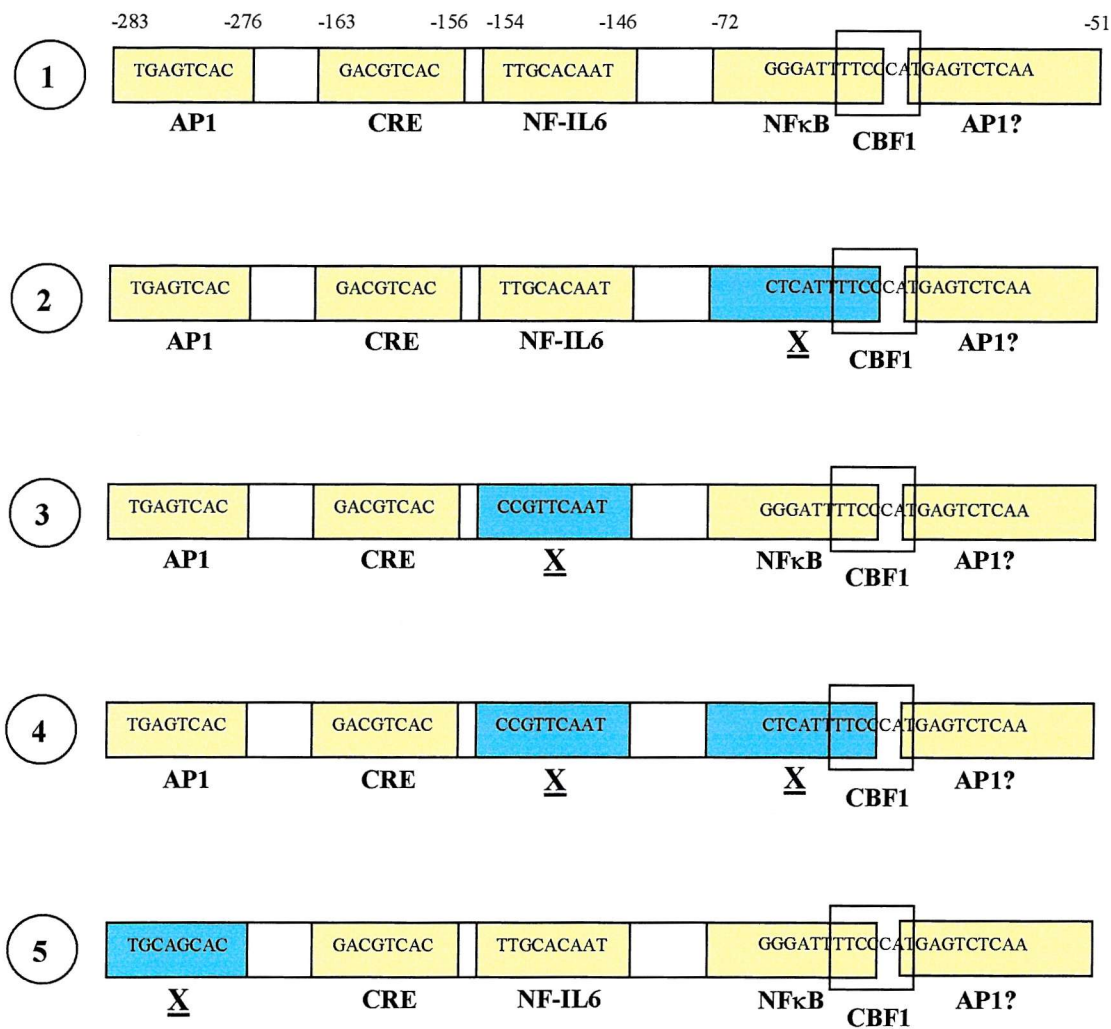 -283 -276 -163 -156 -154 -146 -72 -51
1 TGAGTCAC GACGTCAC TTGCACAAT GGGATTTTCCCATGAGTCTCAA
AP1 CRE NF-IL6 NFκB CBF1 AP1?
2 TGAGTCAC GACGTCAC TTGCACAAT CTCATTTTCCCATGAGTCTCAA
AP1 CRE NF-IL6 X CBF1 AP1?
3 TGAGTCAC GACGTCAC CCGTTCAAT GGGATTTTCCCATGAGTCTCAA
AP1 CRE X NFκB CBF1 AP1?
4 TGAGTCAC GACGTCAC CCGTTCAAT CTCATTTTCCCATGAGTCTCAA
AP1 CRE X X CBF1 AP1?
5 TGCAGCAC GACGTCAC TTGCACAAT GGGATTTTCCCATGAGTCTCAA
X CRE NF-IL6 NFκB CBF1 AP1?